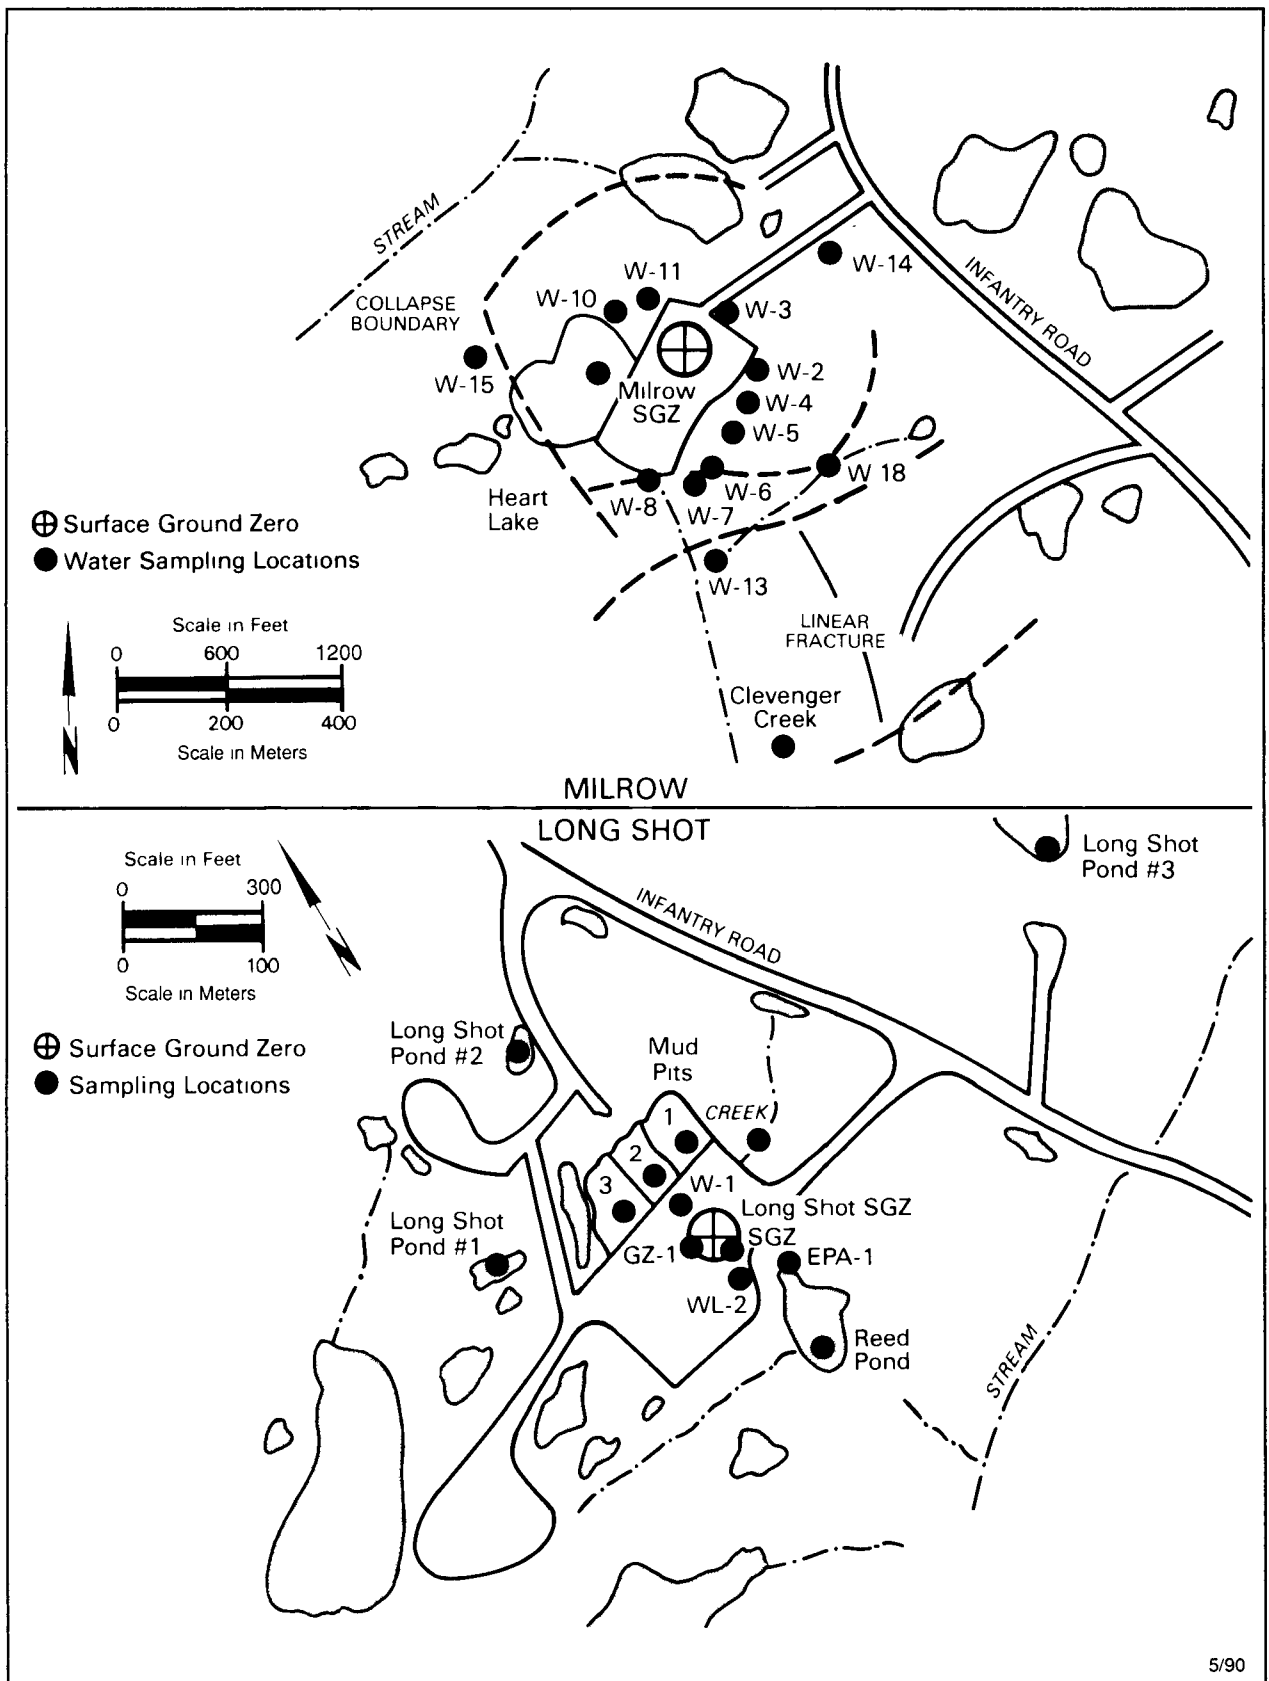 STREAM
INFANTRY ROAD
W-14
W-11
W-10
W-3
COLLAPSE
BOUNDARY
W-15
W-2
Milrow
SGZ
W-4
W-5
W 18
W-6
W-8
W-7
Heart
Lake
W-13
Surface Ground Zero
Water Sampling Locations
LINEAR
FRACTURE
Scale in Feet
0 600 1200
0 200 400
Scale in Meters
N
Clevenger
Creek
MILROW
LONG SHOT
Scale in Feet
0 300
0 100
Scale in Meters
N
Long Shot
Pond #3
INFANTRY ROAD
Surface Ground Zero
Sampling Locations
Long Shot
Pond #2
Mud
Pits
1
2
3
CREEK
W-1
Long Shot SGZ
SGZ
GZ-1
EPA-1
WL-2
Long Shot
Pond #1
Reed
Pond
STREAM
5/90